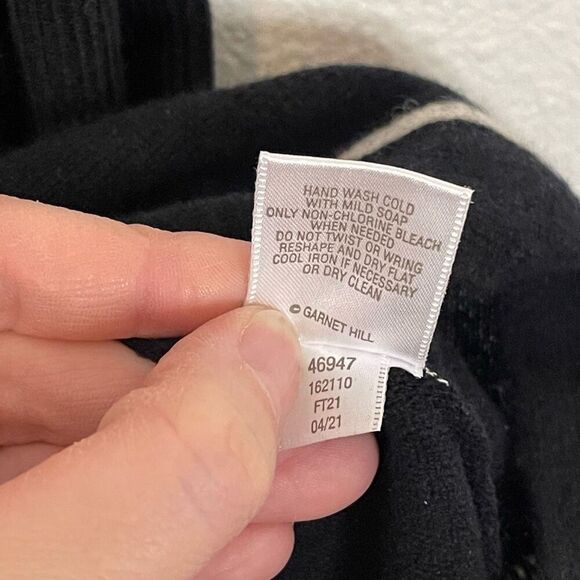 HAND WASH COLD
WITH MILD SOAP
ONLY NON-CHLORINE BLEACH
WHEN NEEDED
DO NOT TWIST OR WRING
RESHAPE AND DRY FLAT
COOL IRON IF NECESSARY
OR DRY CLEAN
© GARNET HILL
46947
162110
FT21
04/21